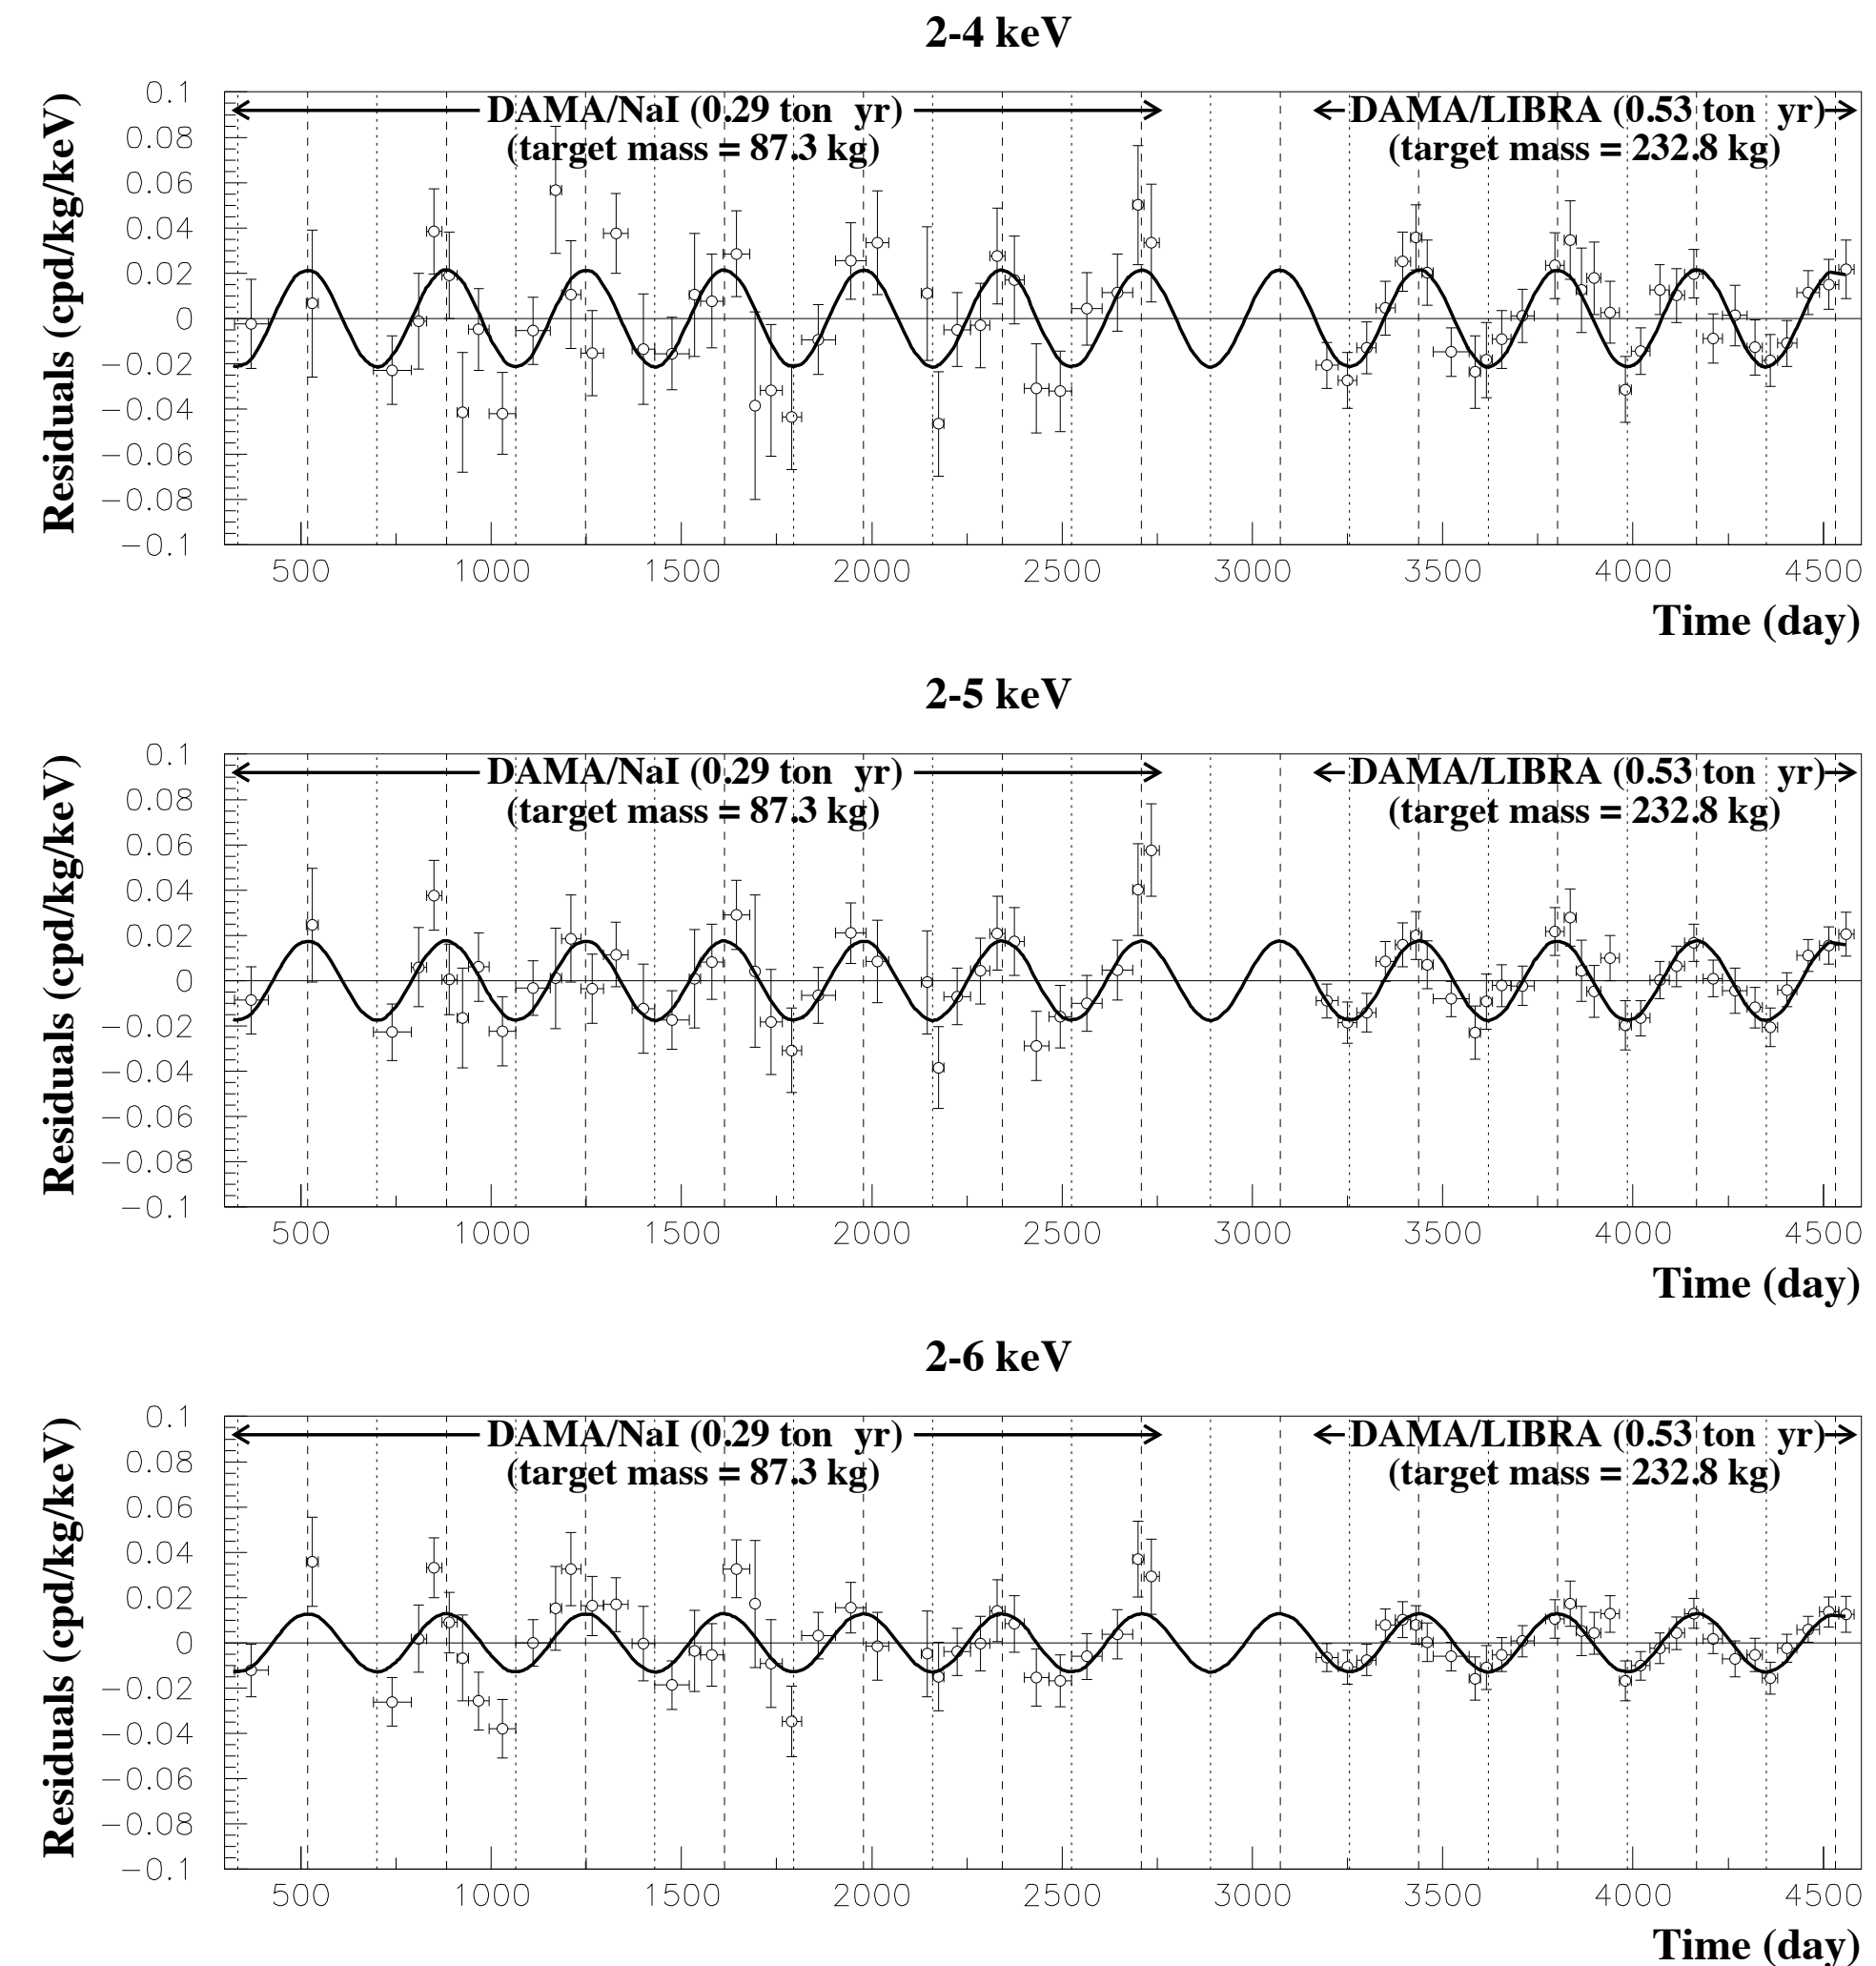 2-4 keV
Residuals (cpd/kg/keV)
0.1
0.08
0.06
0.04
0.02
0
−0.02
−0.04
−0.06
−0.08
−0.1
DAMA/NaI (0.29 ton yr)
(target mass = 87.3 kg)
DAMA/LIBRA (0.53 ton yr)
(target mass = 232.8 kg)
500 1000 1500 2000 2500 3000 3500 4000 4500
Time (day)
2-5 keV
Residuals (cpd/kg/keV)
0.1
0.08
0.06
0.04
0.02
0
−0.02
−0.04
−0.06
−0.08
−0.1
DAMA/NaI (0.29 ton yr)
(target mass = 87.3 kg)
DAMA/LIBRA (0.53 ton yr)
(target mass = 232.8 kg)
500 1000 1500 2000 2500 3000 3500 4000 4500
Time (day)
2-6 keV
Residuals (cpd/kg/keV)
0.1
0.08
0.06
0.04
0.02
0
−0.02
−0.04
−0.06
−0.08
−0.1
DAMA/NaI (0.29 ton yr)
(target mass = 87.3 kg)
DAMA/LIBRA (0.53 ton yr)
(target mass = 232.8 kg)
500 1000 1500 2000 2500 3000 3500 4000 4500
Time (day)